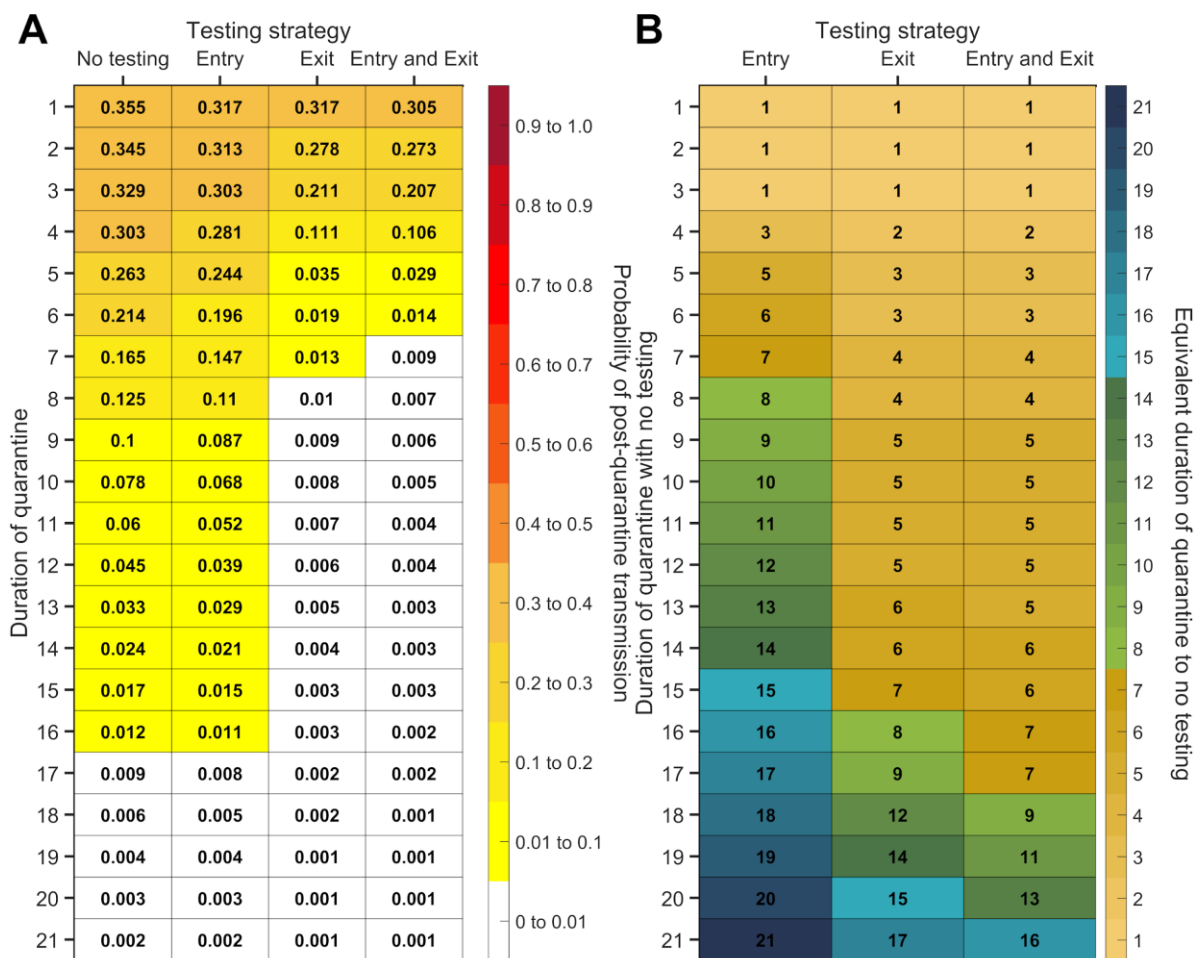 A
Testing strategy
No testing Entry Exit Entry and Exit
Duration of quarantine
1 0.355 0.317 0.317 0.305
2 0.345 0.313 0.278 0.273
3 0.329 0.303 0.211 0.207
4 0.303 0.281 0.111 0.106
5 0.263 0.244 0.035 0.029
6 0.214 0.196 0.019 0.014
7 0.165 0.147 0.013 0.009
8 0.125 0.11 0.01 0.007
9 0.1 0.087 0.009 0.006
10 0.078 0.068 0.008 0.005
11 0.06 0.052 0.007 0.004
12 0.045 0.039 0.006 0.004
13 0.033 0.029 0.005 0.003
14 0.024 0.021 0.004 0.003
15 0.017 0.015 0.003 0.003
16 0.012 0.011 0.003 0.002
17 0.009 0.008 0.002 0.002
18 0.006 0.005 0.002 0.001
19 0.004 0.004 0.001 0.001
20 0.003 0.003 0.001 0.001
21 0.002 0.002 0.001 0.001
0.9 to 1.0
0.8 to 0.9
0.7 to 0.8
0.6 to 0.7
0.5 to 0.6
0.4 to 0.5
0.3 to 0.4
0.2 to 0.3
0.1 to 0.2
0.01 to 0.1
0 to 0.01
Probability of post-quarantine transmission
B
Testing strategy
Entry Exit Entry and Exit
Duration of quarantine with no testing
1 1 1 1
2 1 1 1
3 1 1 1
4 3 2 2
5 5 3 3
6 6 3 3
7 7 4 4
8 8 4 4
9 9 5 5
10 10 5 5
11 11 5 5
12 12 5 5
13 13 6 5
14 14 6 6
15 15 7 6
16 16 8 7
17 17 9 7
18 18 12 9
19 19 14 11
20 20 15 13
21 21 17 16
21
20
19
18
17
16
15
14
13
12
11
10
9
8
7
6
5
4
3
2
1
Equivalent duration of quarantine to no testing